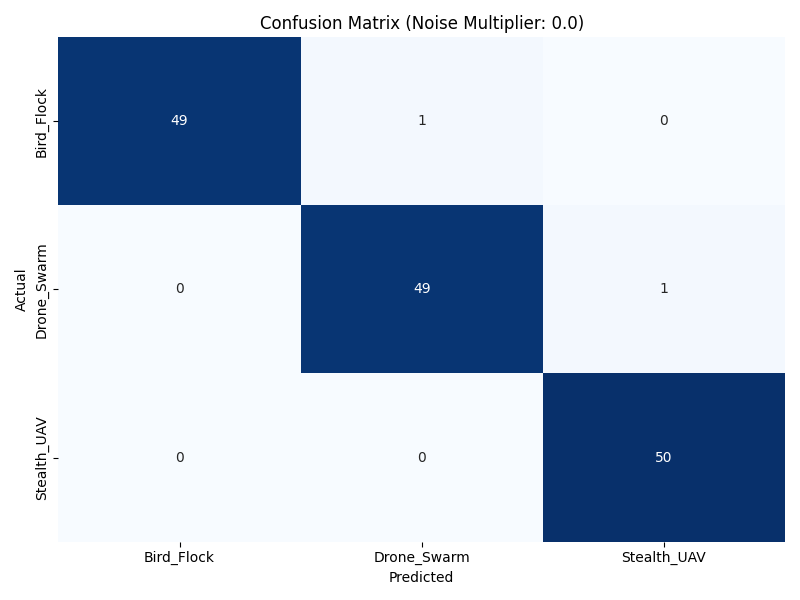 Confusion Matrix (Noise Multiplier: 0.0)
Actual
Bird_Flock
49 1 0
Drone_Swarm
0 49 1
Stealth_UAV
0 0 50
Bird_Flock Drone_Swarm Stealth_UAV
Predicted